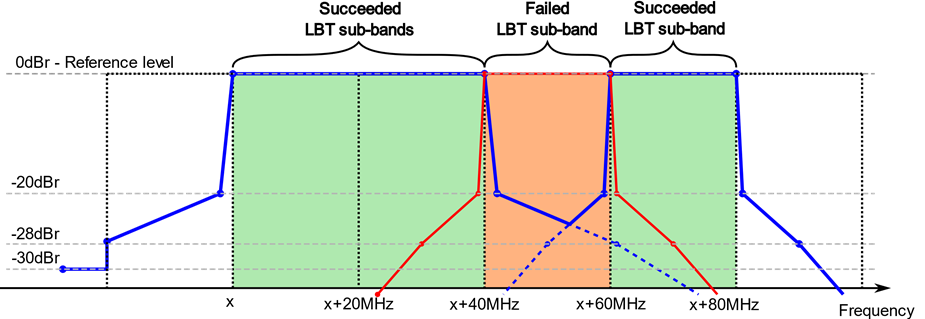 Succeeded
LBT sub-bands
Failed
LBT sub-band
Succeeded
LBT sub-band
0dBr - Reference level
-20dBr
-28dBr
-30dBr
x
x+20MHz
x+40MHz
x+60MHz
x+80MHz
Frequency